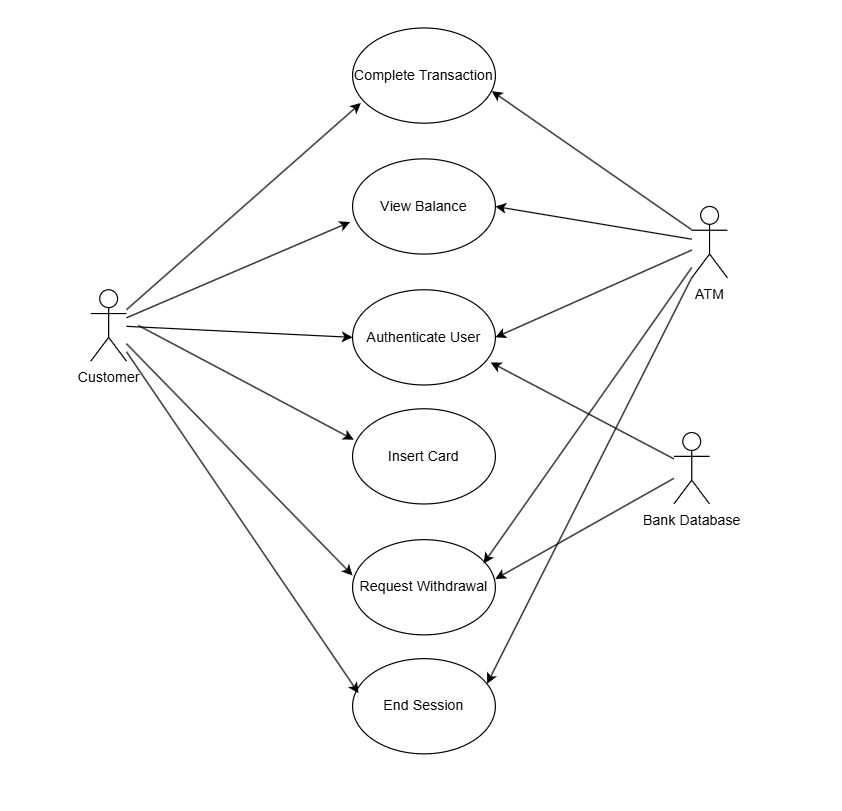 Complete Transaction
View Balance
ATM
Authenticate User
Customer
Insert Card
Bank Database
Request Withdrawal
End Session